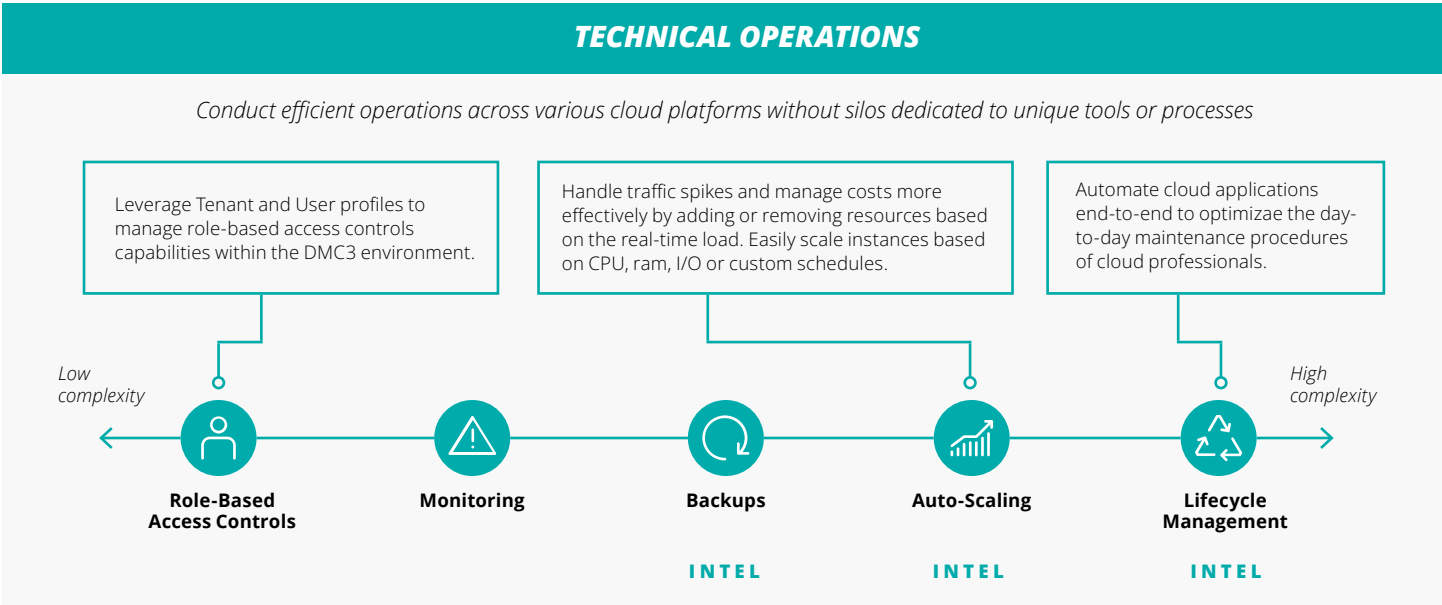 TECHNICAL OPERATIONS
Conduct efficient operations across various cloud platforms without silos dedicated to unique tools or processes
Leverage Tenant and User profiles to
manage role-based access controls
capabilities within the DMC3 environment.
Handle traffic spikes and manage costs more
effectively by adding or removing resources based
on the real-time load. Easily scale instances based
on CPU, ram, I/O or custom schedules.
Automate cloud applications
end-to-end to optimizae the day-
to-day maintenance procedures
of cloud professionals.
Low
complexity
High
complexity
Role-Based
Access Controls
Monitoring
Backups
Auto-Scaling
Lifecycle
Management
INTEL
INTEL
INTEL